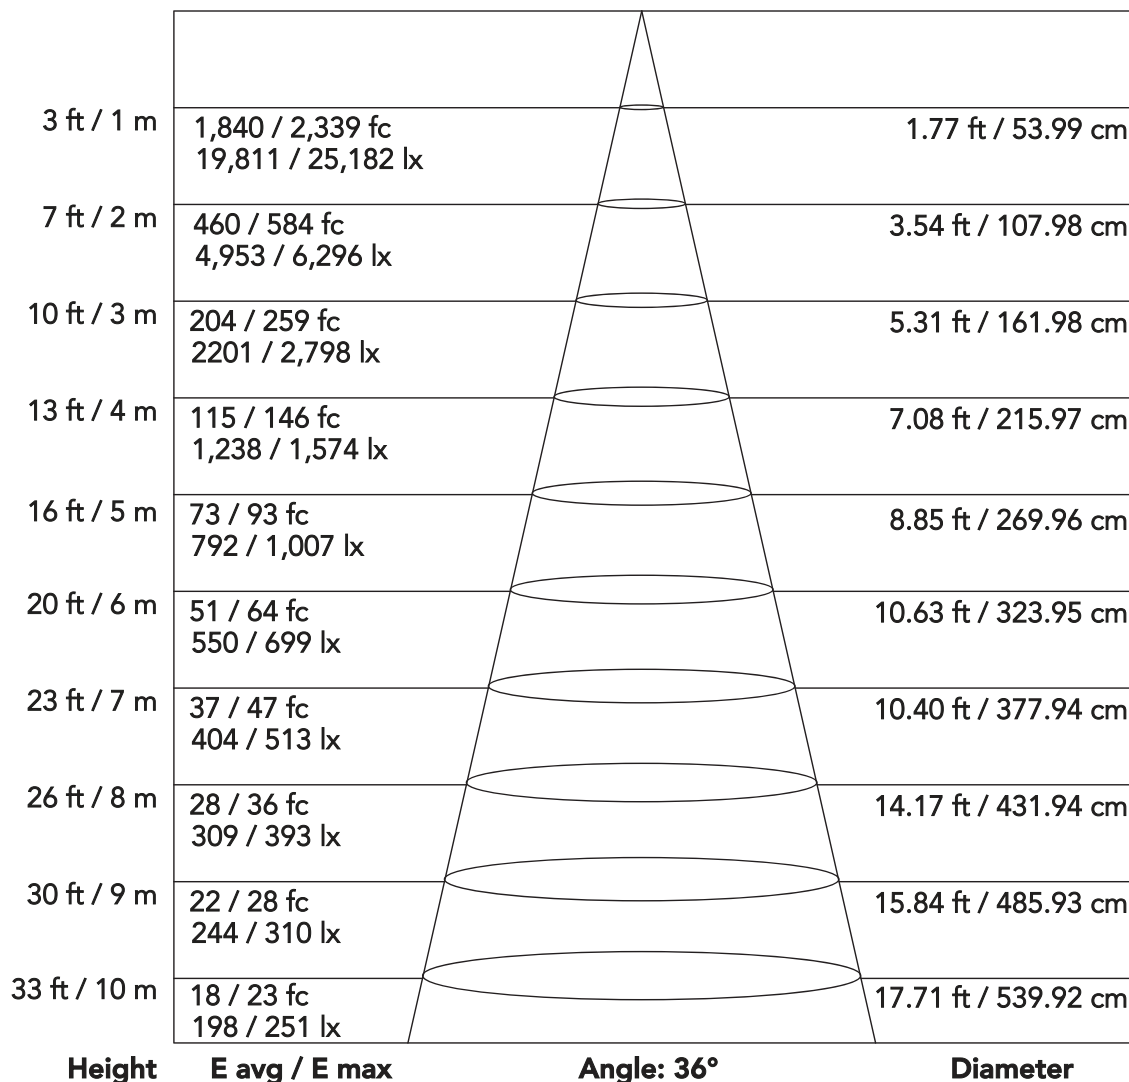 3 ft / 1 m
1,840 / 2,339 fc
19,811 / 25,182 lx
1.77 ft / 53.99 cm
7 ft / 2 m
460 / 584 fc
4,953 / 6,296 lx
3.54 ft / 107.98 cm
10 ft / 3 m
204 / 259 fc
2201 / 2,798 lx
5.31 ft / 161.98 cm
13 ft / 4 m
115 / 146 fc
1,238 / 1,574 lx
7.08 ft / 215.97 cm
16 ft / 5 m
73 / 93 fc
792 / 1,007 lx
8.85 ft / 269.96 cm
20 ft / 6 m
51 / 64 fc
550 / 699 lx
10.63 ft / 323.95 cm
23 ft / 7 m
37 / 47 fc
404 / 513 lx
10.40 ft / 377.94 cm
26 ft / 8 m
28 / 36 fc
309 / 393 lx
14.17 ft / 431.94 cm
30 ft / 9 m
22 / 28 fc
244 / 310 lx
15.84 ft / 485.93 cm
33 ft / 10 m
18 / 23 fc
198 / 251 lx
17.71 ft / 539.92 cm
Height E avg / E max Angle: 36° Diameter